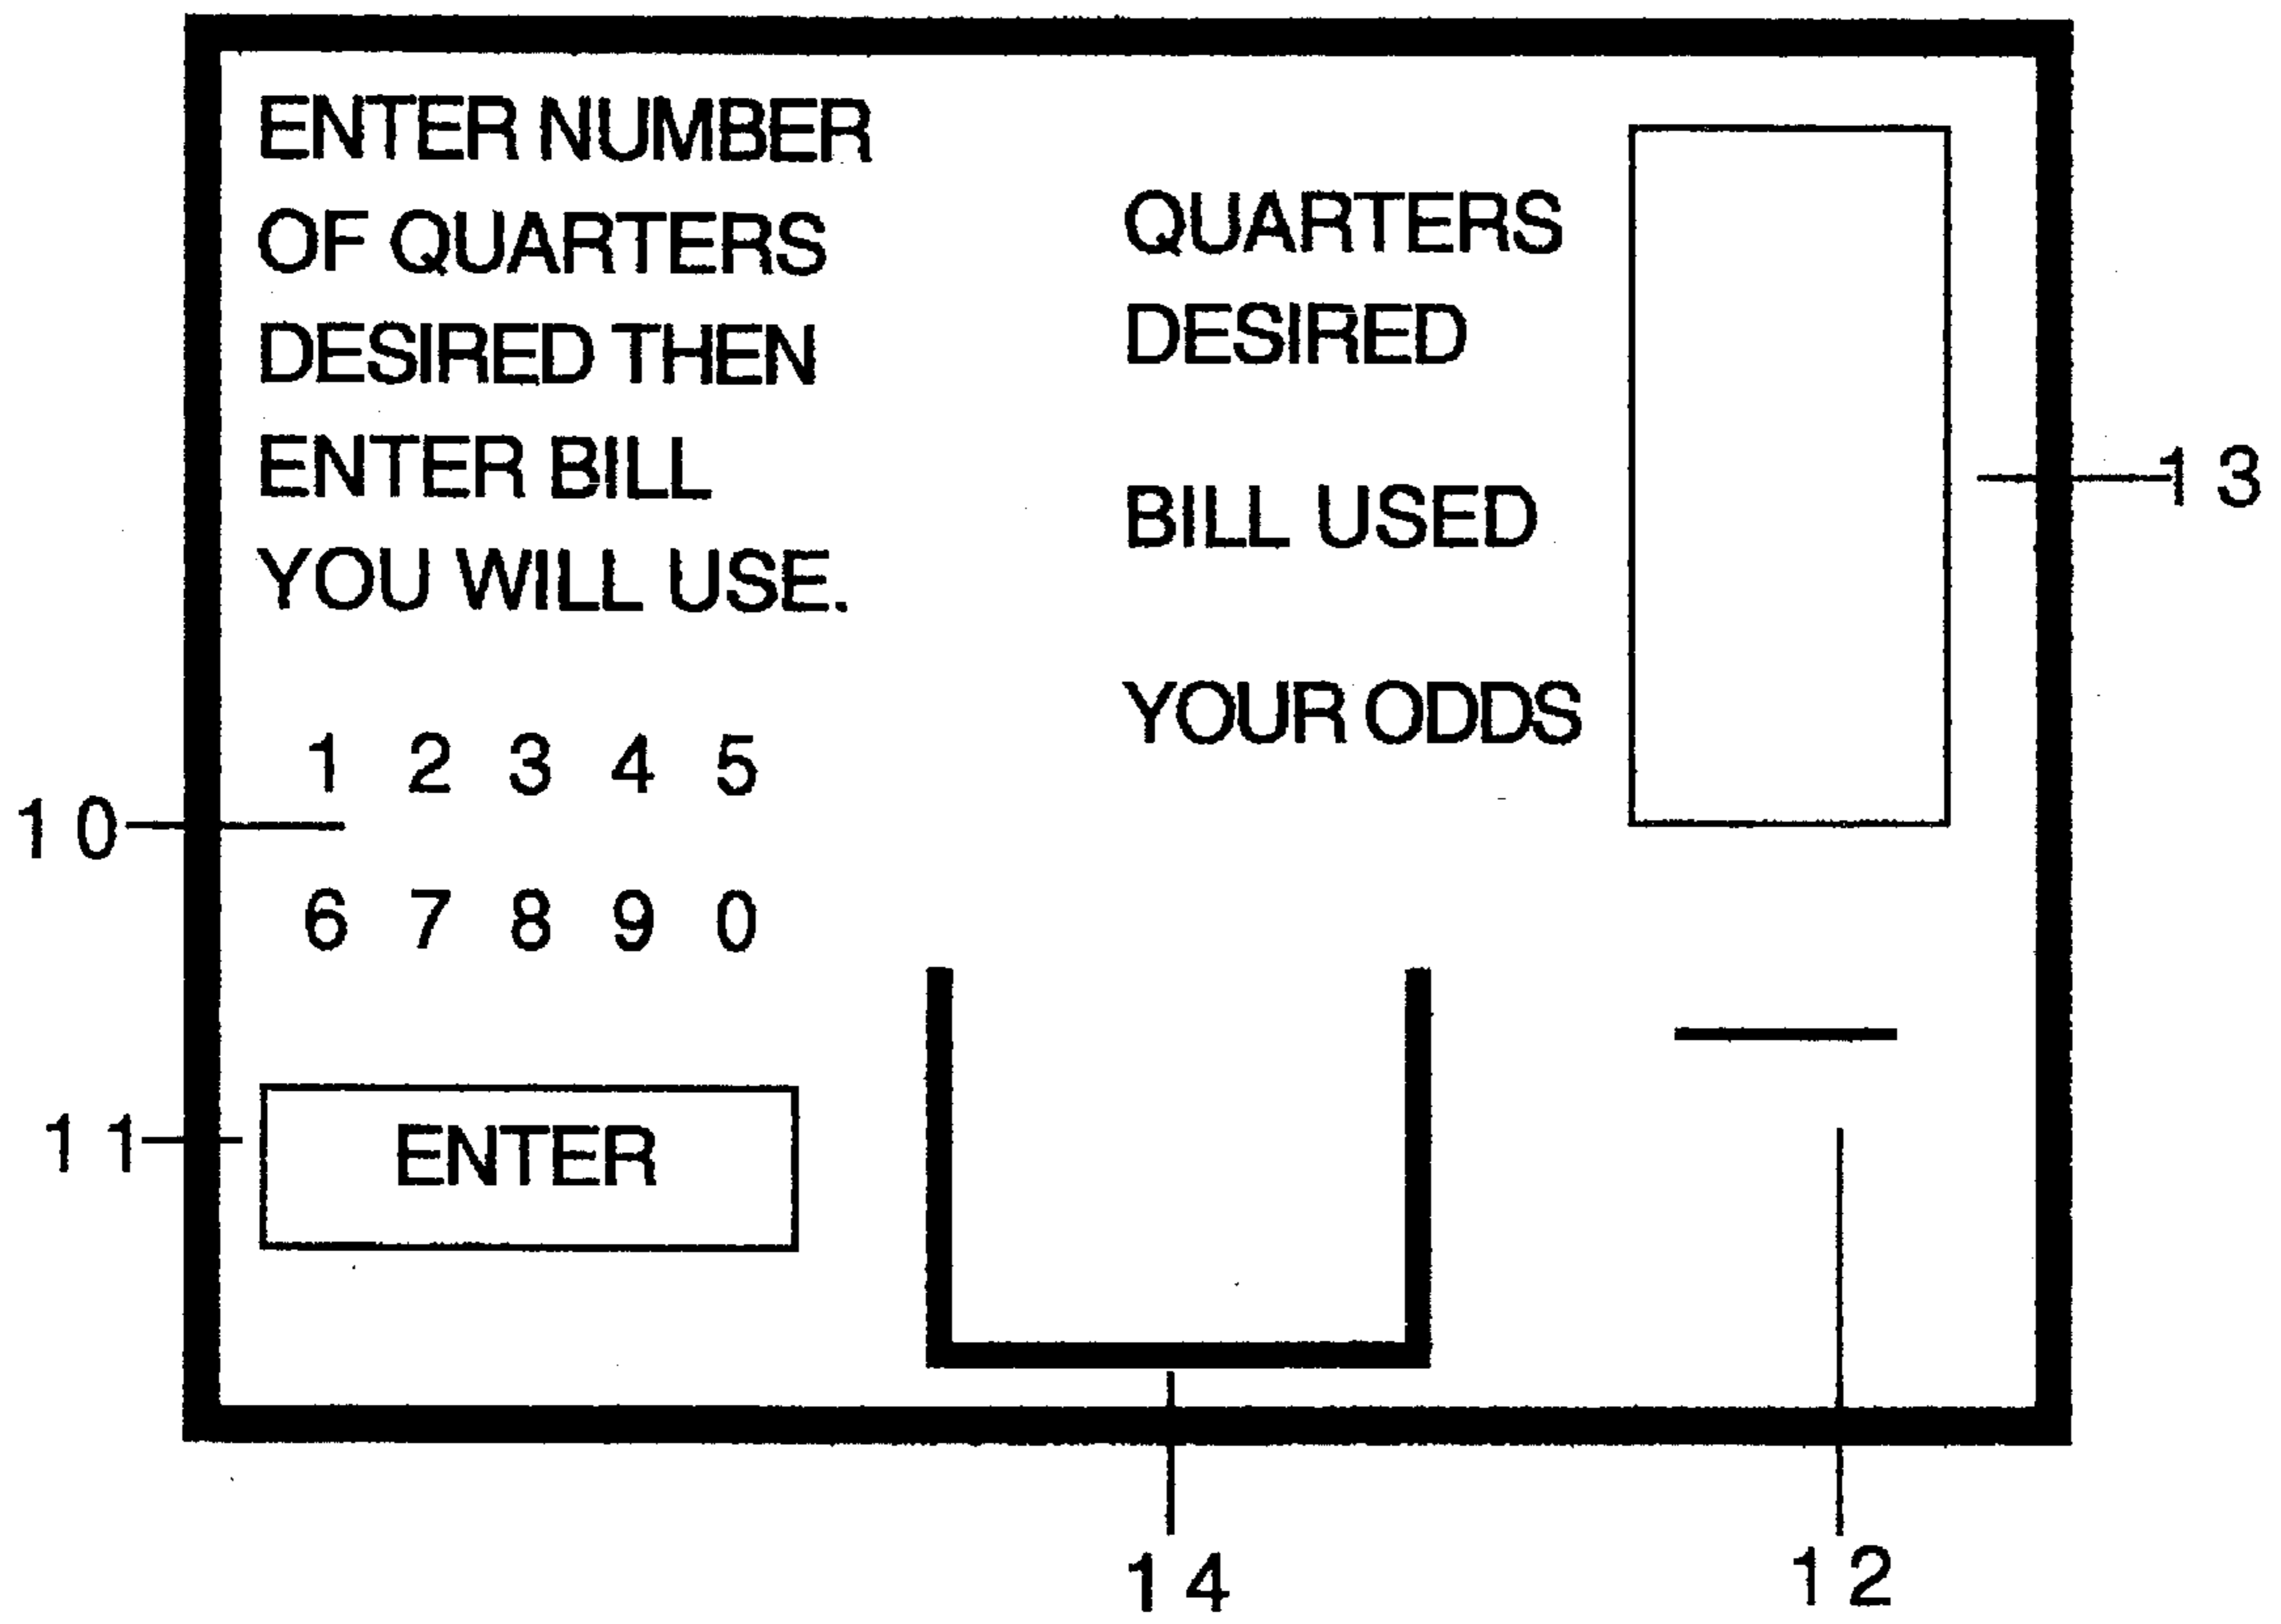 ENTER NUMBER
OF QUARTERS
DESIRED THEN
ENTER BILL
YOU WILL USE.
QUARTERS
DESIRED
BILL USED
YOUR ODDS
13
1 2 3 4 5
10
6 7 8 9 0
11
ENTER
14
12